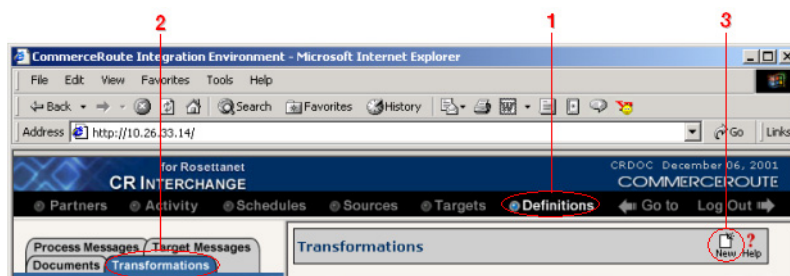 2 1 3
CommerceRoute Integration Environment - Microsoft Internet Explorer
File Edit View Favorites Tools Help
Back Search Favorites History
Address http://10.26.33.14/ Go Links
for Rosettanet CRDOC December 06, 2001
CR INTERCHANGE COMMERCEROUTE
Partners Activity Schedules Sources Targets Definitions Go to Log Out
Process Messages Target Messages
Documents Transformations
Transformations
New Help